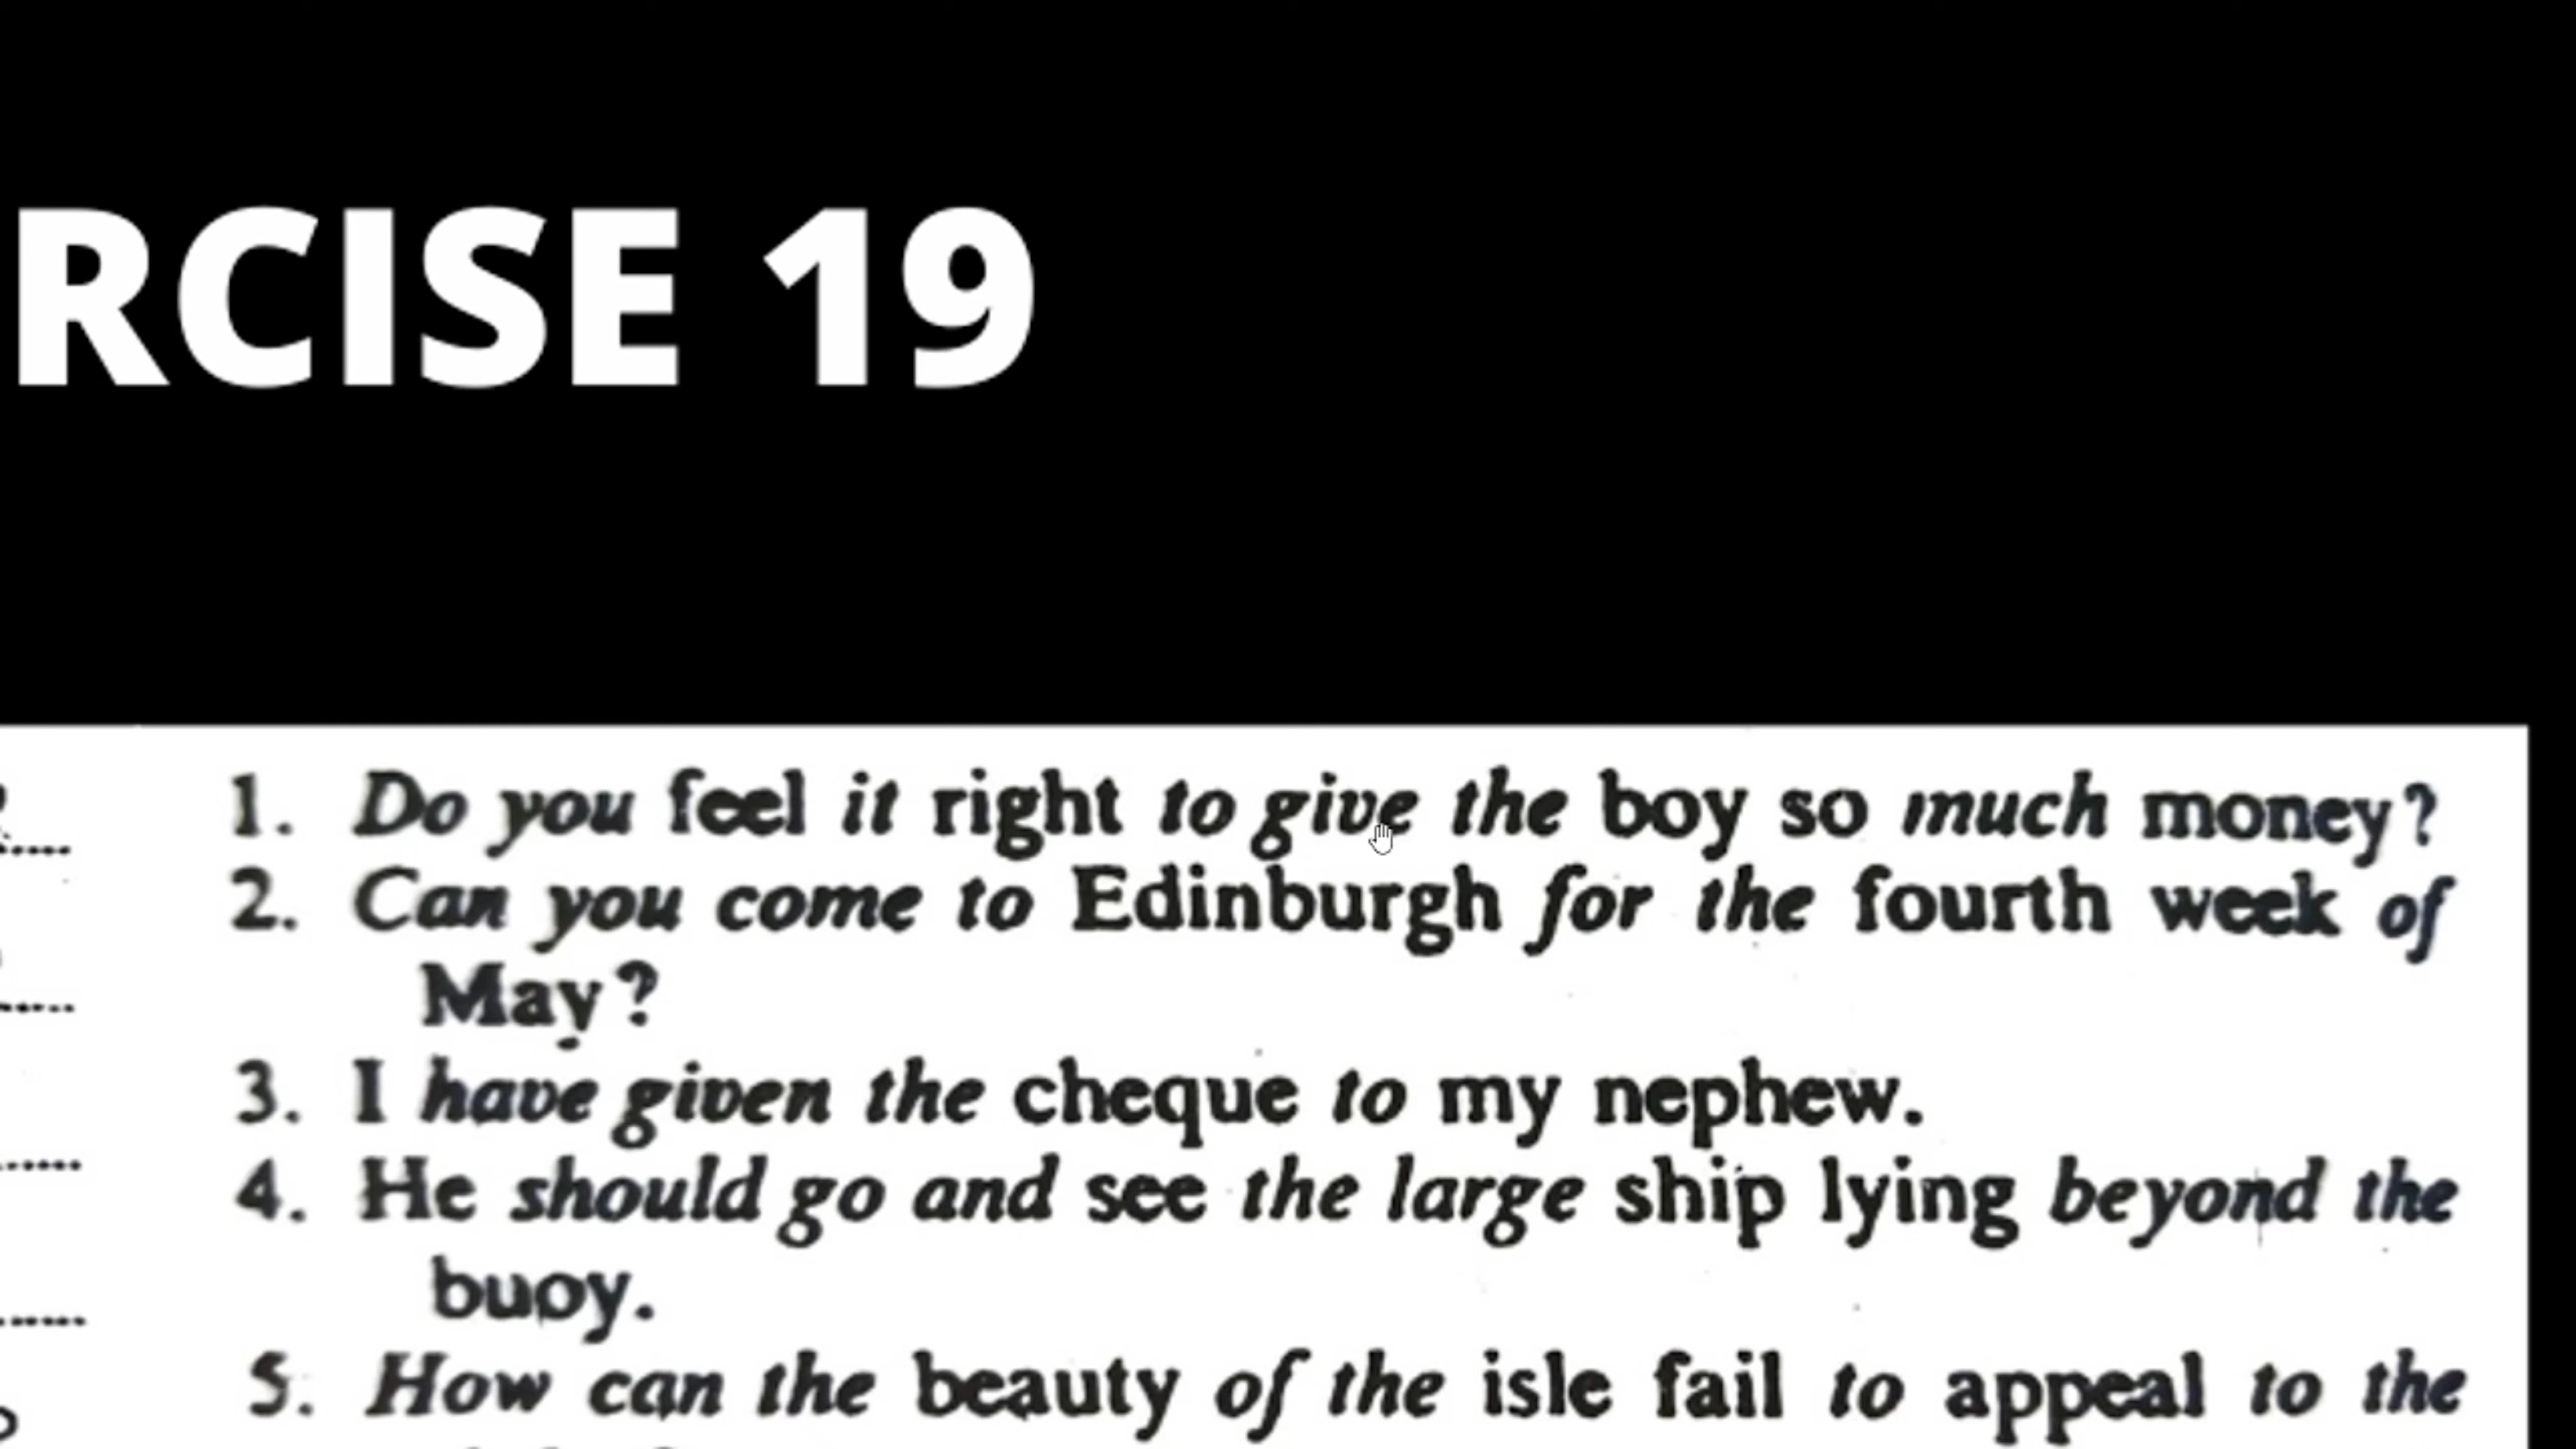 RCISE 19
1. Do you feel it right to give the boy so much money?
2. Can you come to Edinburgh for the fourth week of
May?
3. I have given the cheque to my nephew.
4. He should go and see the large ship lying beyond the
buoy.
5. How can the beauty of the isle fail to appeal to the